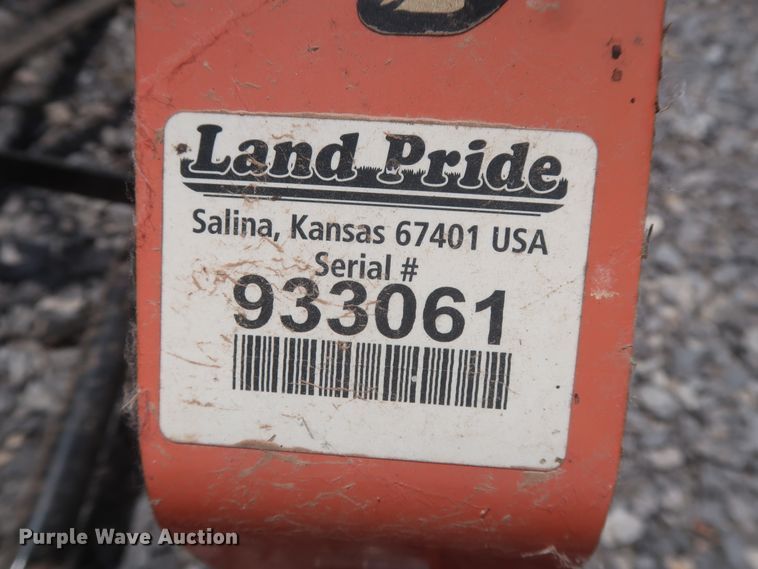 Land Pride
Salina, Kansas 67401 USA
Serial #
933061
Purple Wave Auction®